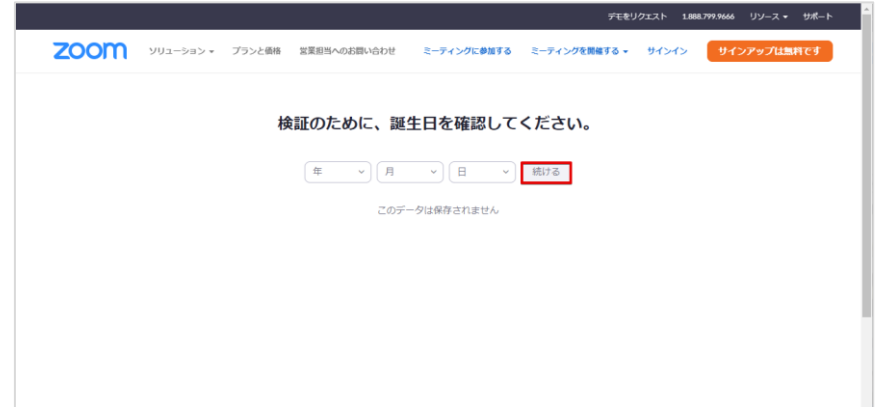 デモをリクエスト 1.888.799.9666 リソース サポート
zoom ソリューション プランと価格 営業担当へのお問い合わせ ミーティングに参加する ミーティングを開催する サインイン サインアップは無料です
検証のために、誕生日を確認してください。
年 月 日 続ける
このデータは保存されません